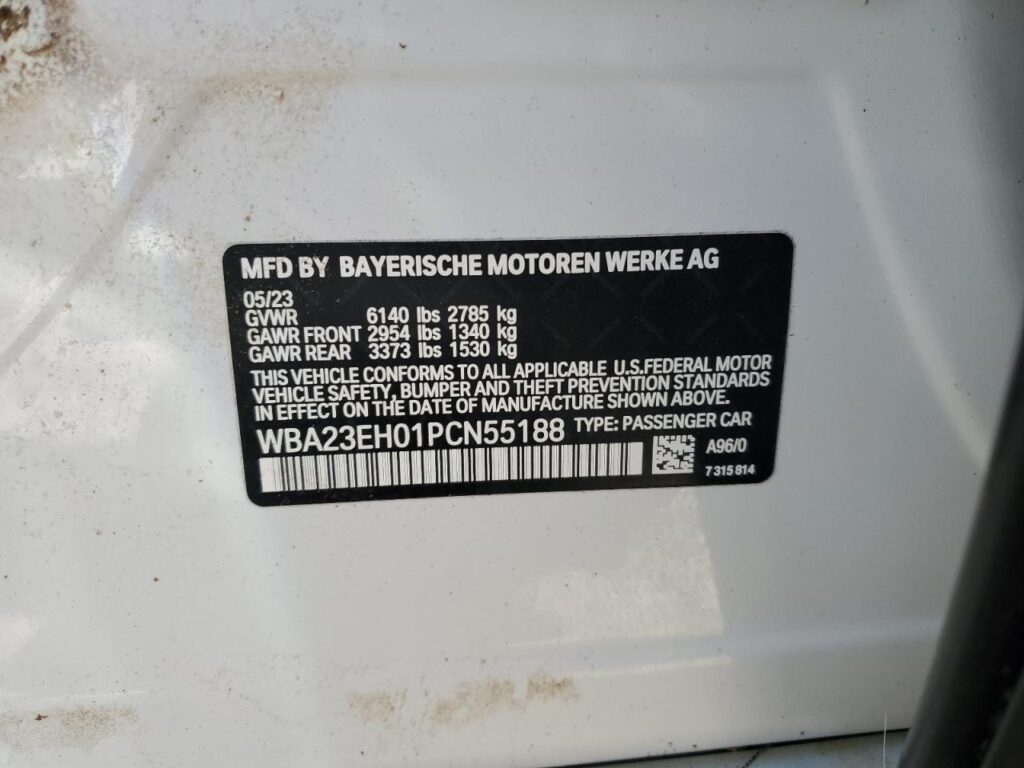 MFD BY BAYERISCHE MOTOREN WERKE AG
05/23
GVWR 6140 lbs 2785 kg
GAWR FRONT 2954 lbs 1340 kg
GAWR REAR 3373 lbs 1530 kg
THIS VEHICLE CONFORMS TO ALL APPLICABLE U.S.FEDERAL MOTOR
VEHICLE SAFETY, BUMPER AND THEFT PREVENTION STANDARDS
IN EFFECT ON THE DATE OF MANUFACTURE SHOWN ABOVE.
WBA23EH01PCN55188 TYPE: PASSENGER CAR
A96/0
7 315 814